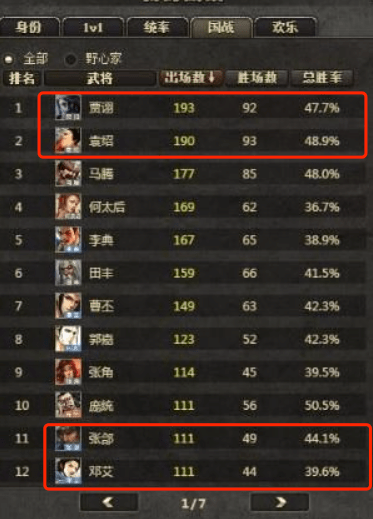 身份 1v1 统率 国战 欢乐
全部 野心家
排名 武将 出场数↓ 胜场数 总胜率
1 贾诩 193 92 47.7%
2 袁绍 190 93 48.9%
3 马腾 177 85 48.0%
4 何太后 169 62 36.7%
5 李典 167 65 38.9%
6 田丰 159 66 41.5%
7 曹丕 149 63 42.3%
8 郭嘉 123 52 42.3%
9 张角 114 45 39.5%
10 庞统 111 56 50.5%
11 张郃 111 49 44.1%
12 邓艾 111 44 39.6%
< 1/7 >